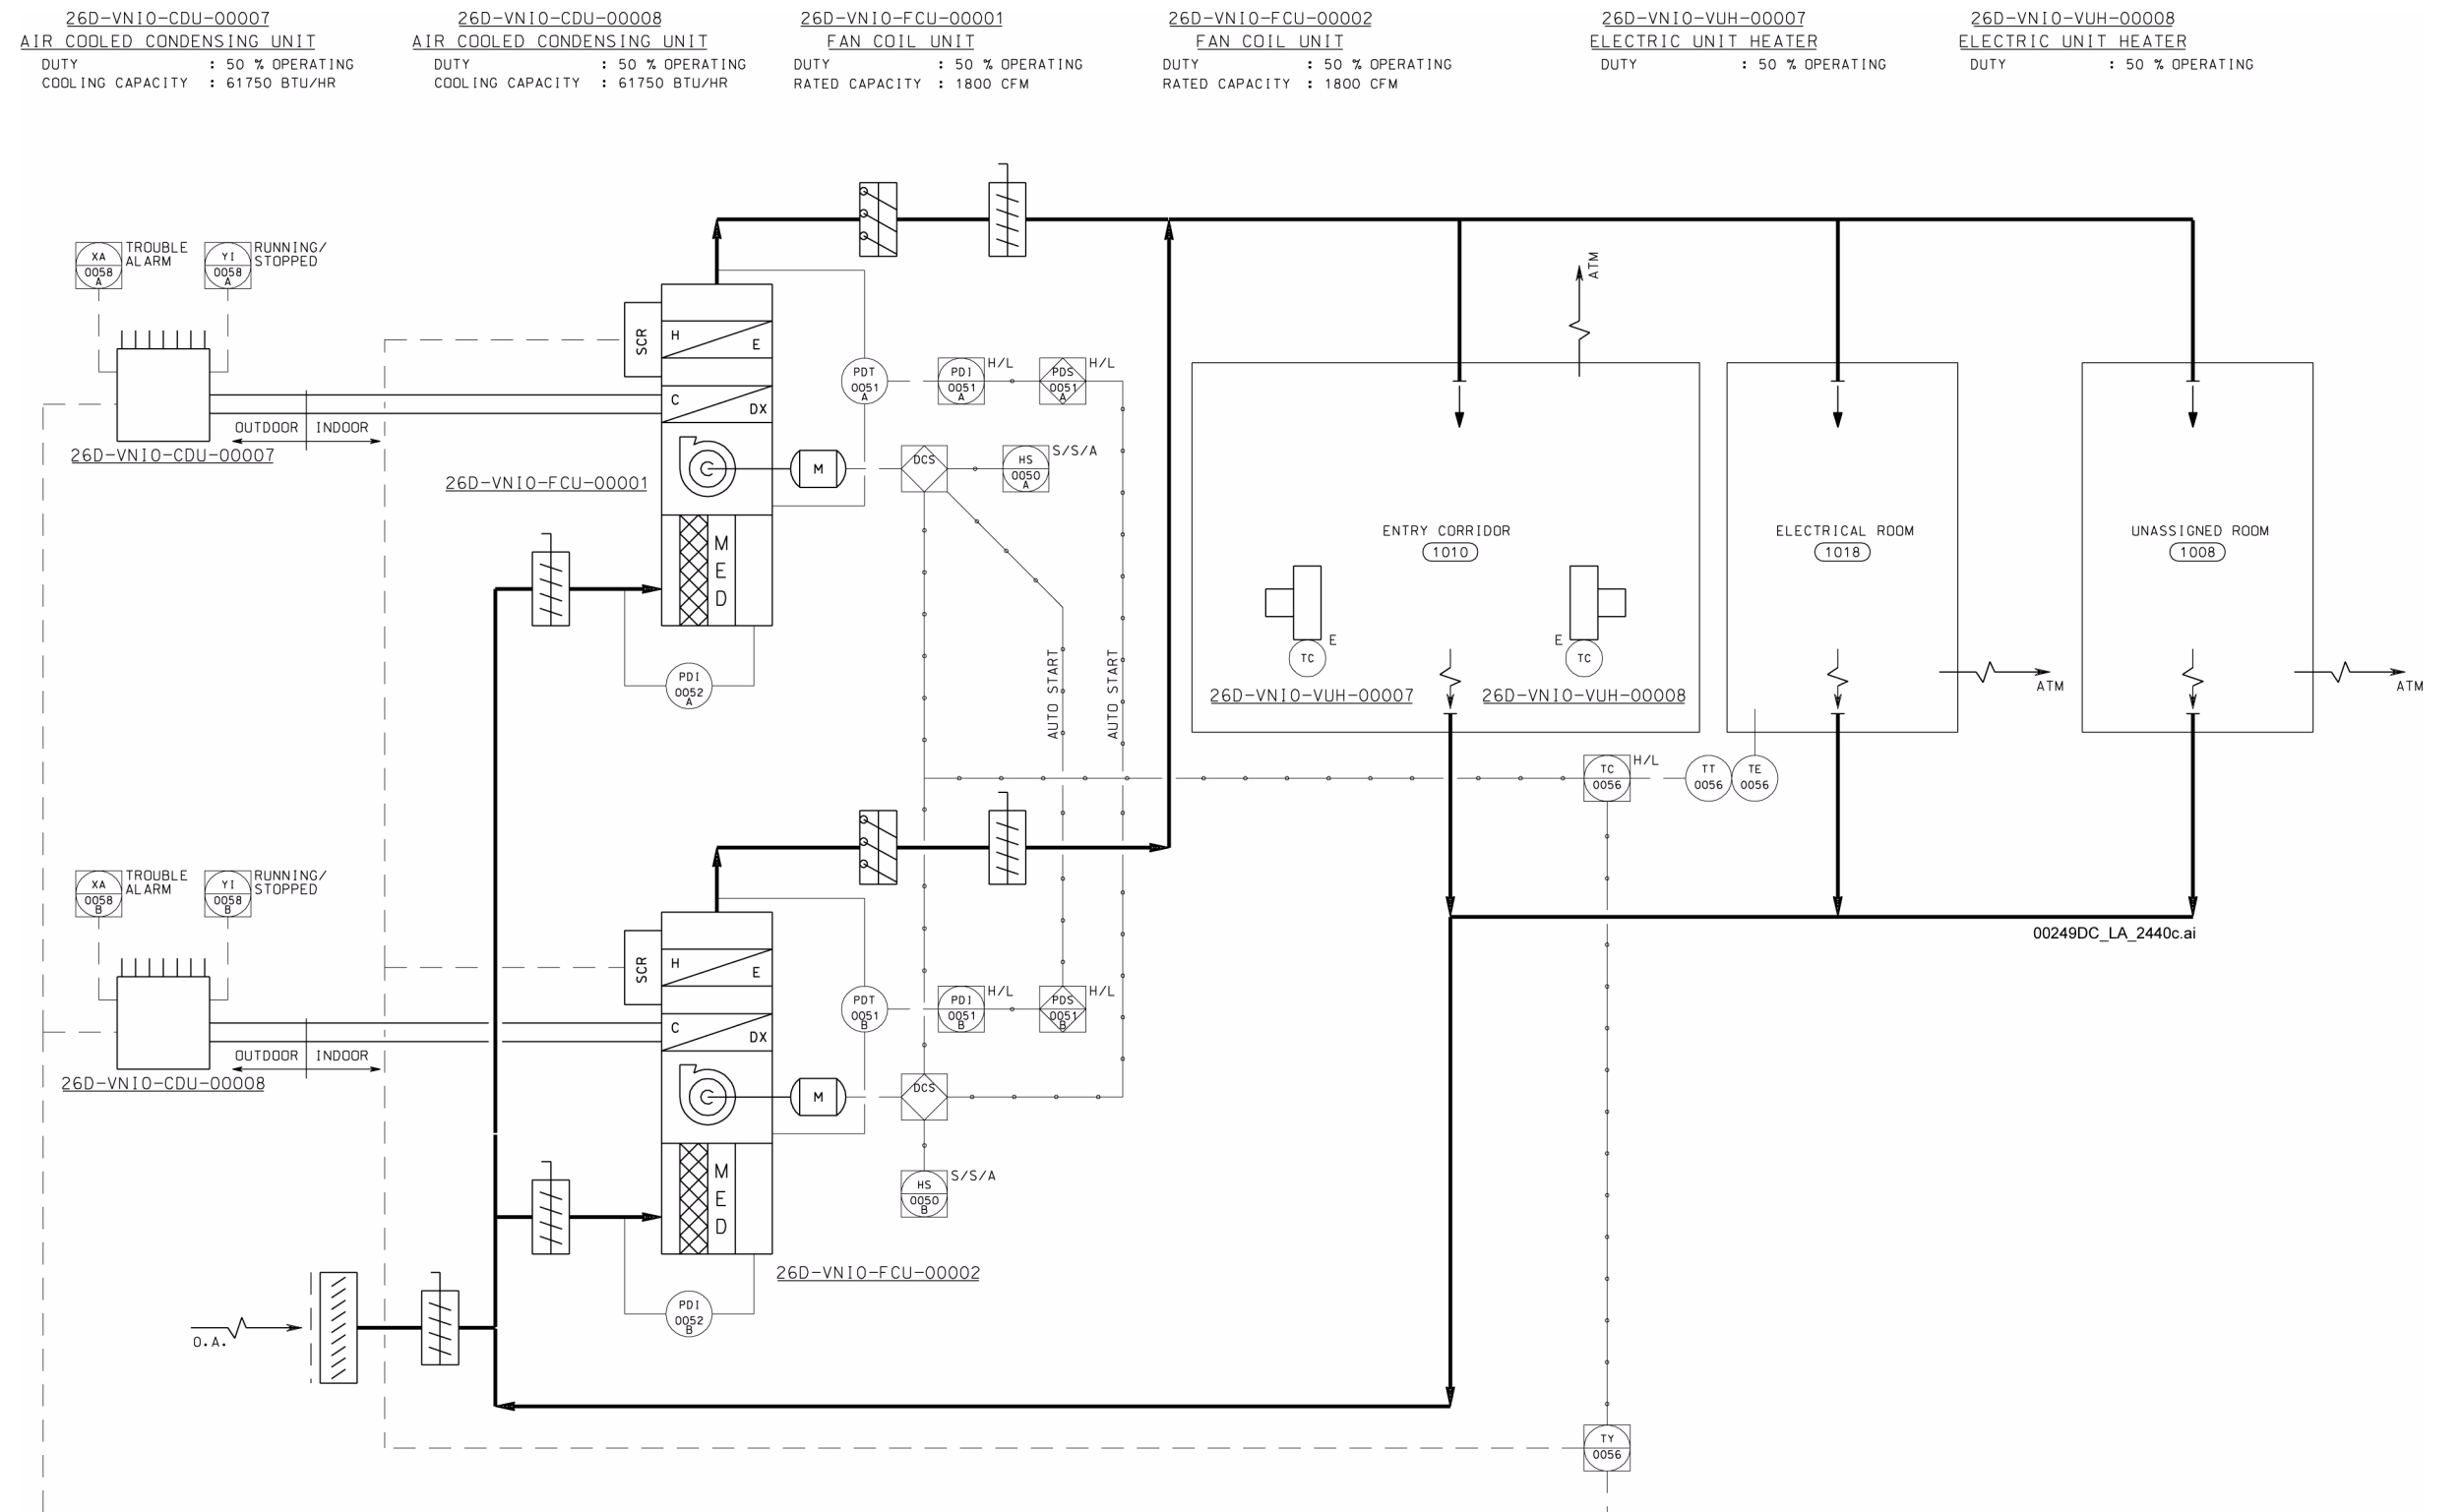 26D-VNIO-CDU-00007
AIR COOLED CONDENSING UNIT
DUTY : 50 % OPERATING
COOLING CAPACITY : 61750 BTU/HR
26D-VNIO-CDU-00008
AIR COOLED CONDENSING UNIT
DUTY : 50 % OPERATING
COOLING CAPACITY : 61750 BTU/HR
26D-VNIO-FCU-00001
FAN COIL UNIT
DUTY : 50 % OPERATING
RATED CAPACITY : 1800 CFM
26D-VNIO-FCU-00002
FAN COIL UNIT
DUTY : 50 % OPERATING
RATED CAPACITY : 1800 CFM
26D-VNIO-VUH-00007
ELECTRIC UNIT HEATER
DUTY : 50 % OPERATING
26D-VNIO-VUH-00008
ELECTRIC UNIT HEATER
DUTY : 50 % OPERATING
XA
0058
A
TROUBLE
ALARM
YI
0058
A
RUNNING/
STOPPED
OUTDOOR
INDOOR
26D-VNIO-CDU-00007
SCR
H
E
C
DX
M
26D-VNIO-FCU-00001
MED
PDT
0051
A
PDI
0051
A
H/L
PDS
0051
A
H/L
DCS
HS
0050
A
S/S/A
PDI
0052
A
AUTO START
AUTO START
ATM
ENTRY CORRIDOR
1010
E
TC
26D-VNIO-VUH-00007
E
TC
26D-VNIO-VUH-00008
ELECTRICAL ROOM
1018
ATM
UNASSIGNED ROOM
1008
ATM
TC
0056
H/L
TT
0056
TE
0056
XA
0058
B
TROUBLE
ALARM
YI
0058
B
RUNNING/
STOPPED
OUTDOOR
INDOOR
26D-VNIO-CDU-00008
SCR
H
E
C
DX
M
MED
26D-VNIO-FCU-00002
PDT
0051
B
PDI
0051
B
H/L
PDS
0051
B
H/L
DCS
HS
0050
B
S/S/A
PDI
0052
B
00249DC_LA_2440c.ai
O.A.
TY
0056